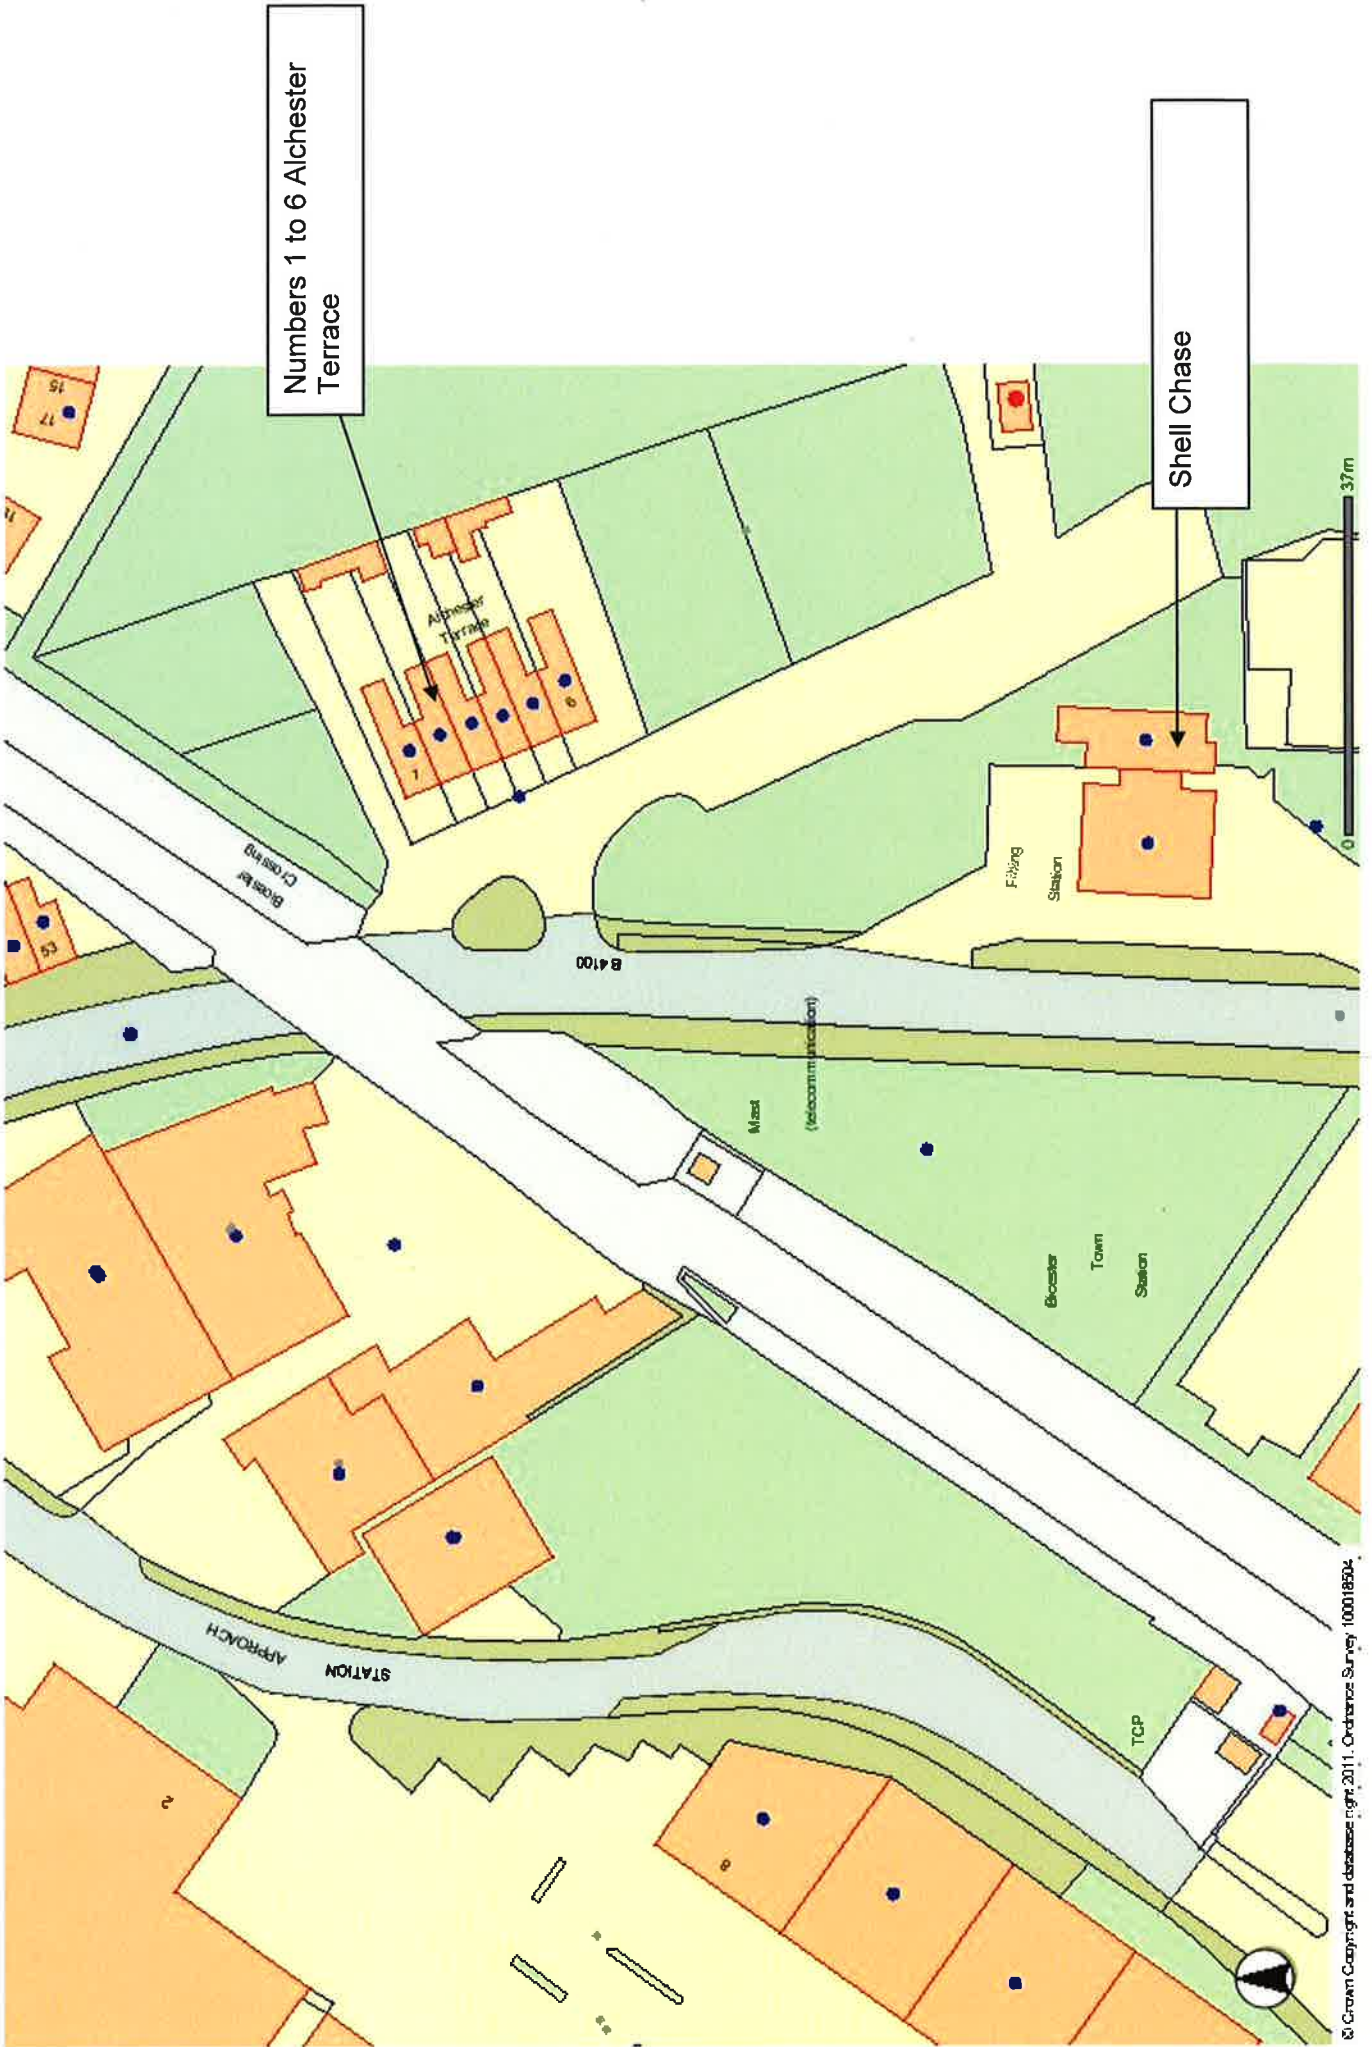 Numbers 1 to 6 Alchester
Terrace
Shell Chase
15
17
11
Alchester
Terrace
1
6
Bicester
Crossing
53
B 4100
Filling
Station
Mast
(telecommunication)
Bicester
Town
Station
STATION
APPROACH
TCP
2
8
0
37m
© Crown Copyright and database right 2011. Ordnance Survey 100018504.